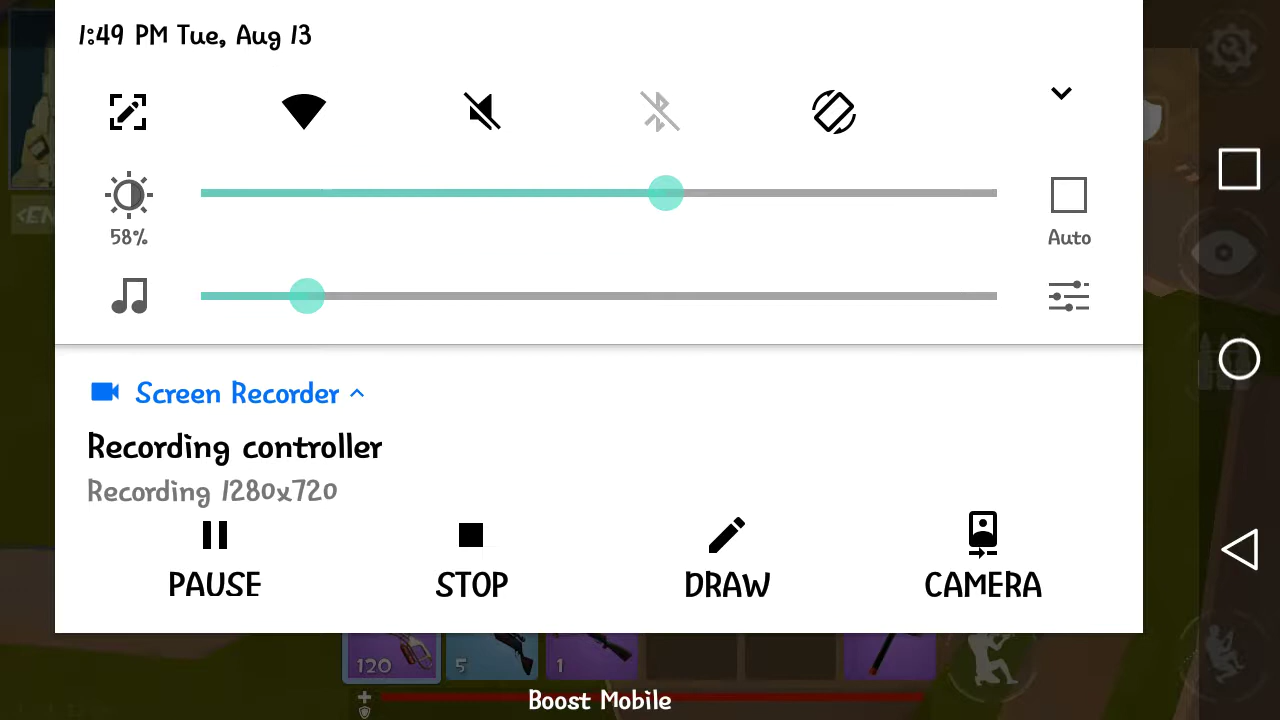 1:49 PM Tue, Aug 13
58%
Auto
<EN
Screen Recorder
Recording controller
Recording 1280x720
PAUSE STOP DRAW CAMERA
120 5 1
Boost Mobile